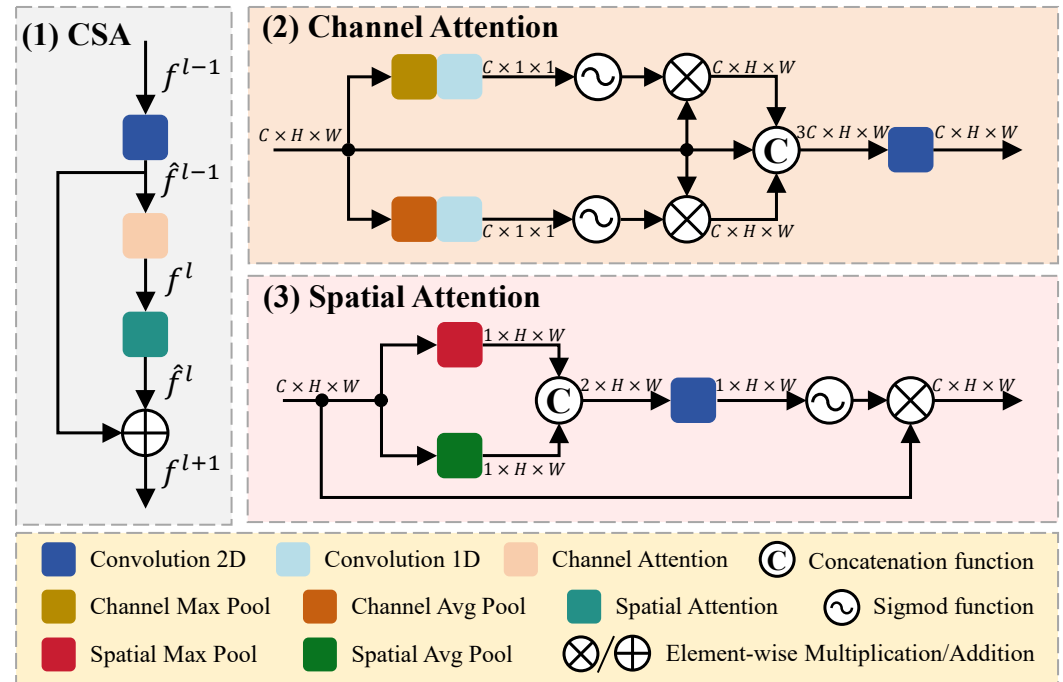 (1) CSA
f^{l−1}
f̂^{l−1}
f^l
f̂^l
f^{l+1}
(2) Channel Attention
C × 1 × 1
C × H × W
C × H × W
C
3C × H × W
C × H × W
C × 1 × 1
C × H × W
(3) Spatial Attention
1 × H × W
C × H × W
C
2 × H × W
1 × H × W
C × H × W
1 × H × W
Convolution 2D
Convolution 1D
Channel Attention
C
Concatenation function
Channel Max Pool
Channel Avg Pool
Spatial Attention
Sigmod function
Spatial Max Pool
Spatial Avg Pool
/
Element-wise Multiplication/Addition